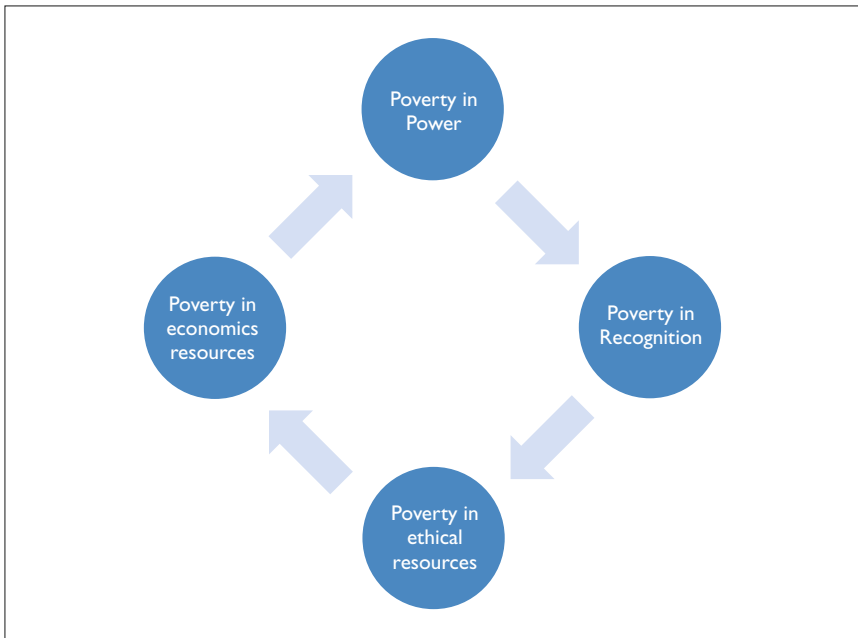 Poverty in
Power
Poverty in
economics
resources
Poverty in
Recognition
Poverty in
ethical
resources